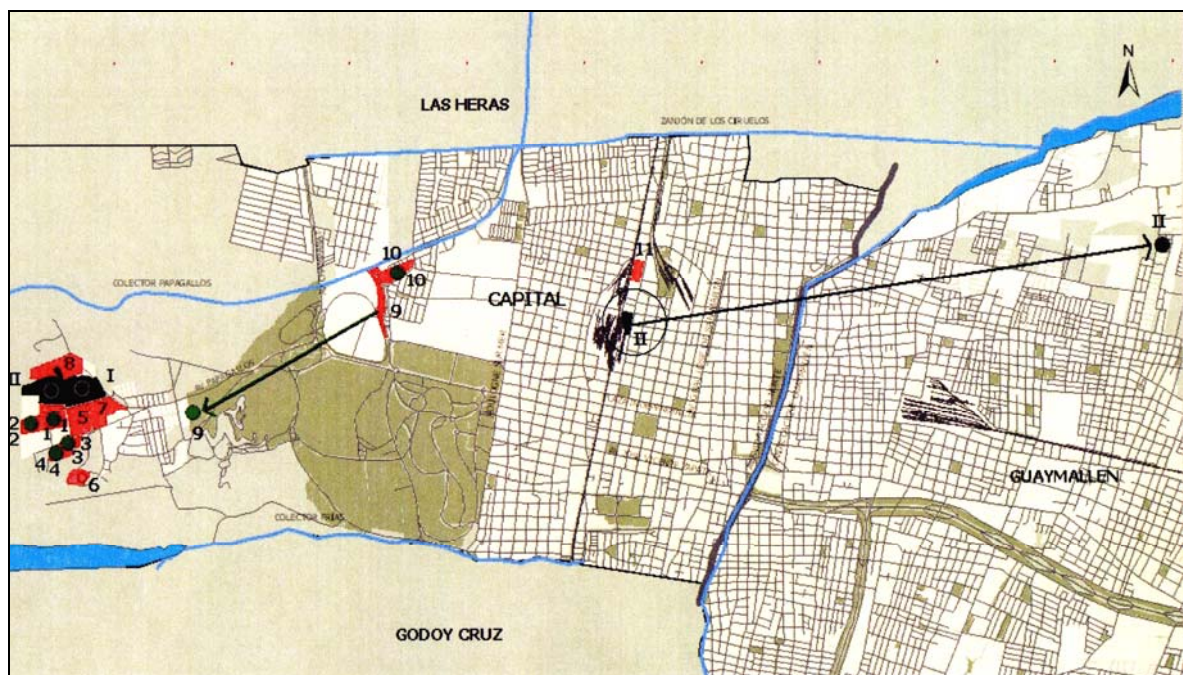 N
LAS HERAS
ZANJÓN DE LOS CIRUELOS
II
10
10
11
COLECTOR PAPAGALLOS
CAPITAL
9
II
8
II
I
7
5
2
2
1
1
9
3
3
4
4
6
GUAYMALLEN
COLECTOR FRIAS
GODOY CRUZ